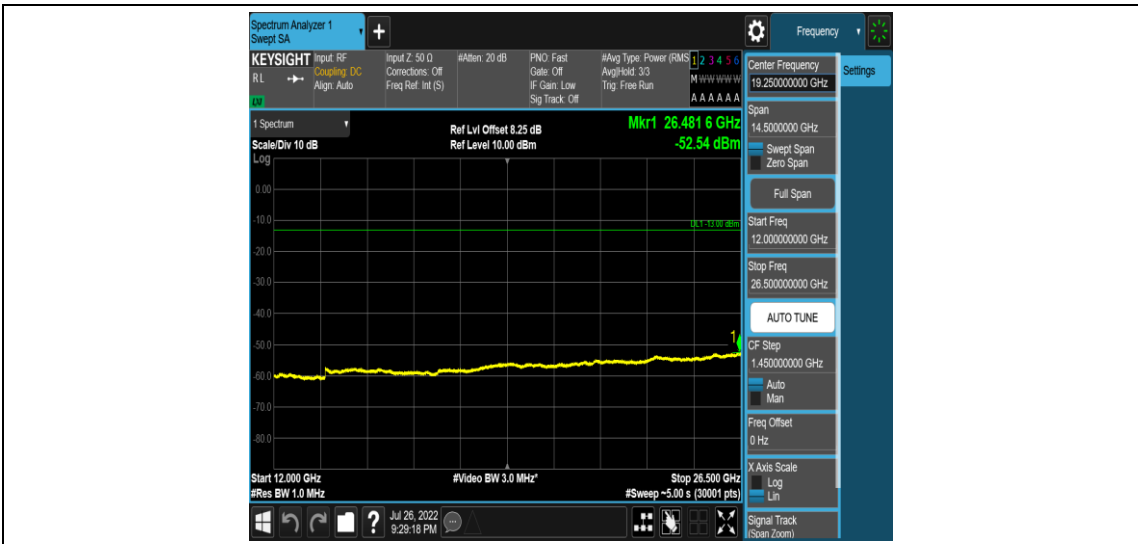 Spectrum Analyzer 1
Swept SA
+
Frequency
KEYSIGHT
RL
LNI
Input: RF
Coupling: DC
Align: Auto
Input Z: 50 Ω
Corrections: Off
Freq Ref: Int (S)
#Atten: 20 dB
PNO: Fast
Gate: Off
IF Gain: Low
Sig Track: Off
#Avg Type: Power (RMS
Avg|Hold: 3/3
Trig: Free Run
1 2 3 4 5 6
M W W W W W
A A A A A A
Center Frequency
19.250000000 GHz
Settings
1 Spectrum
Scale/Div 10 dB
Ref Lvl Offset 8.25 dB
Ref Level 10.00 dBm
Mkr1 26.481 6 GHz
-52.54 dBm
Log
0.00
-10.0
-20.0
-30.0
-40.0
-50.0
-60.0
-70.0
-80.0
DL1 -13.00 dBm
1
Start 12.000 GHz
#Video BW 3.0 MHz*
Stop 26.500 GHz
#Res BW 1.0 MHz
#Sweep ~5.00 s (30001 pts)
Span
14.5000000 GHz
Swept Span
Zero Span
Full Span
Start Freq
12.000000000 GHz
Stop Freq
26.500000000 GHz
AUTO TUNE
CF Step
1.450000000 GHz
Auto
Man
Freq Offset
0 Hz
X Axis Scale
Log
Lin
Signal Track
(Span Zoom)
?
Jul 26, 2022
9:29:18 PM